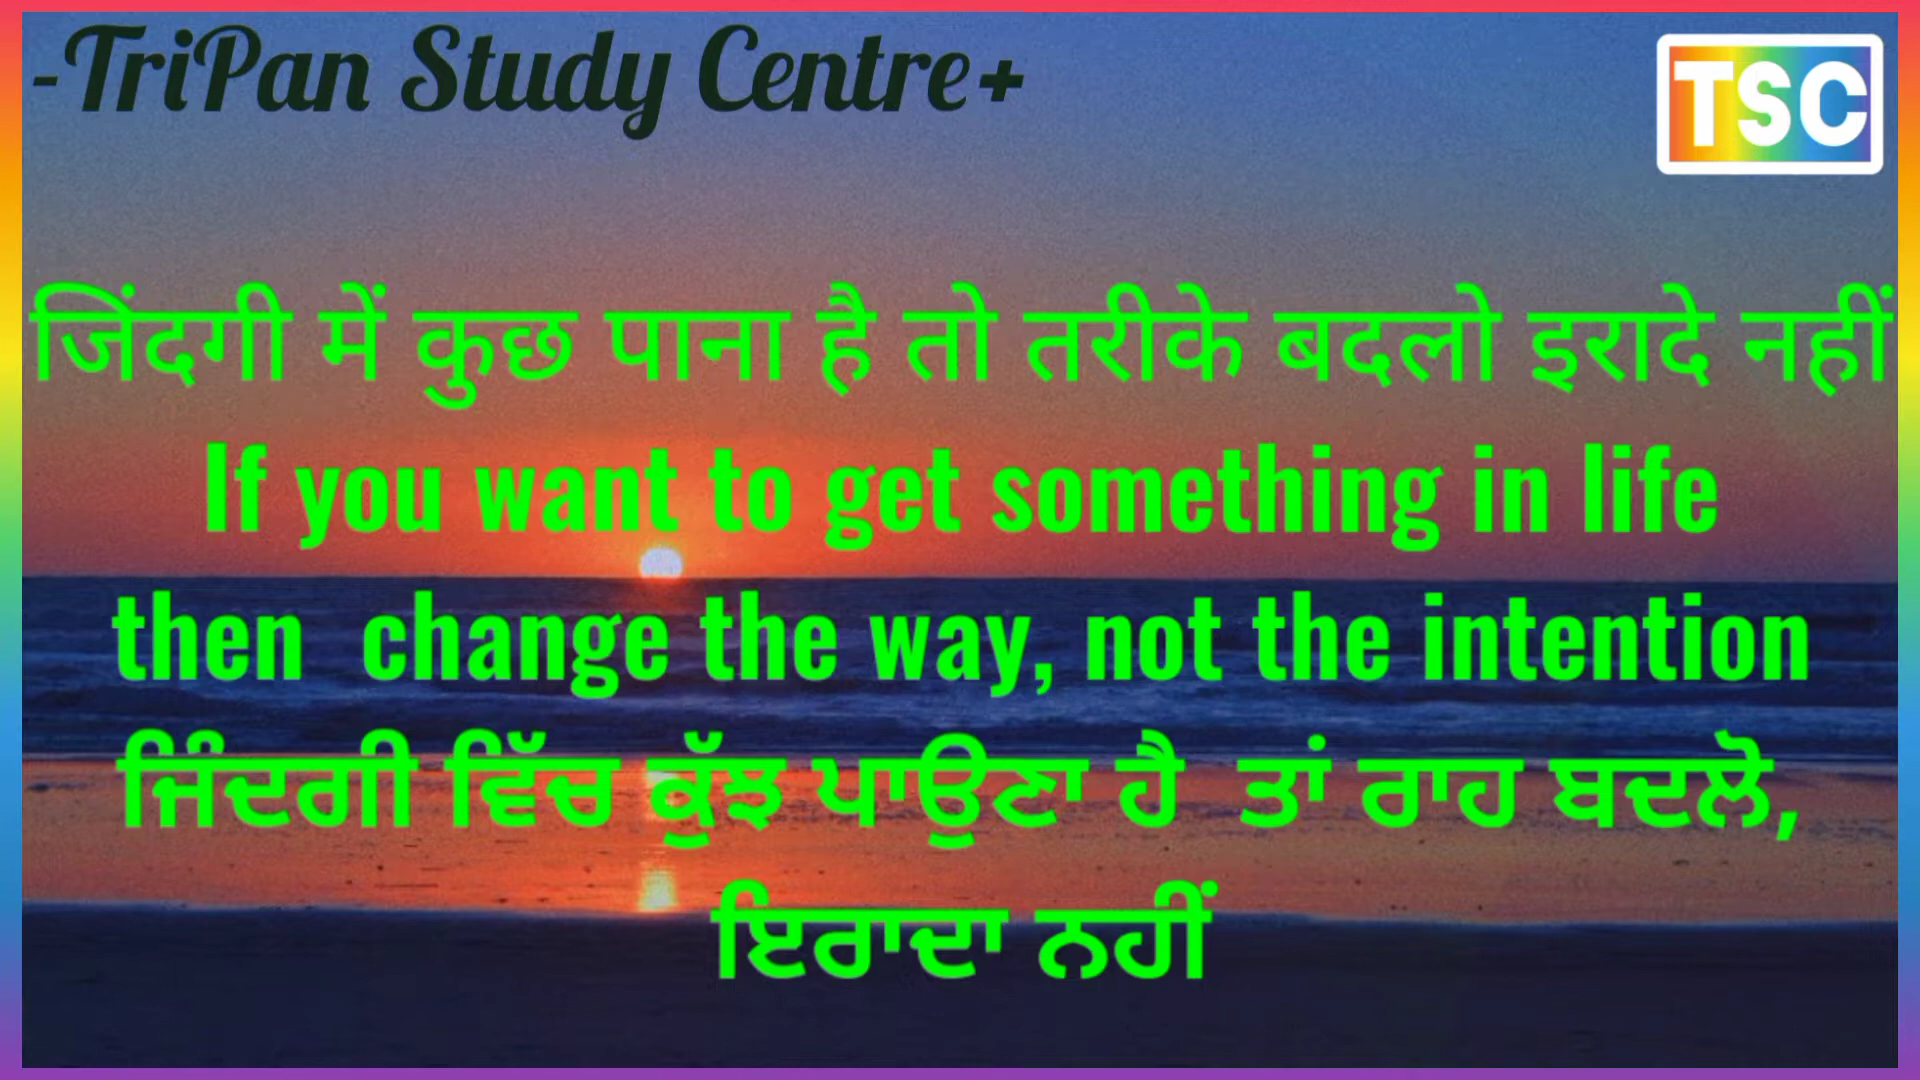 -TriPan Study Centre+
TSC
जिंदगी में कुछ पाना है तो तरीके बदलो इरादे नहीं
If you want to get something in life
then change the way, not the intention
ਜਿੰਦਗੀ ਵਿੱਚ ਕੁੱਝ ਪਾਉਣਾ ਹੈ ਤਾਂ ਰਾਹ ਬਦਲੋ,
ਇਰਾਦਾ ਨਹੀਂ